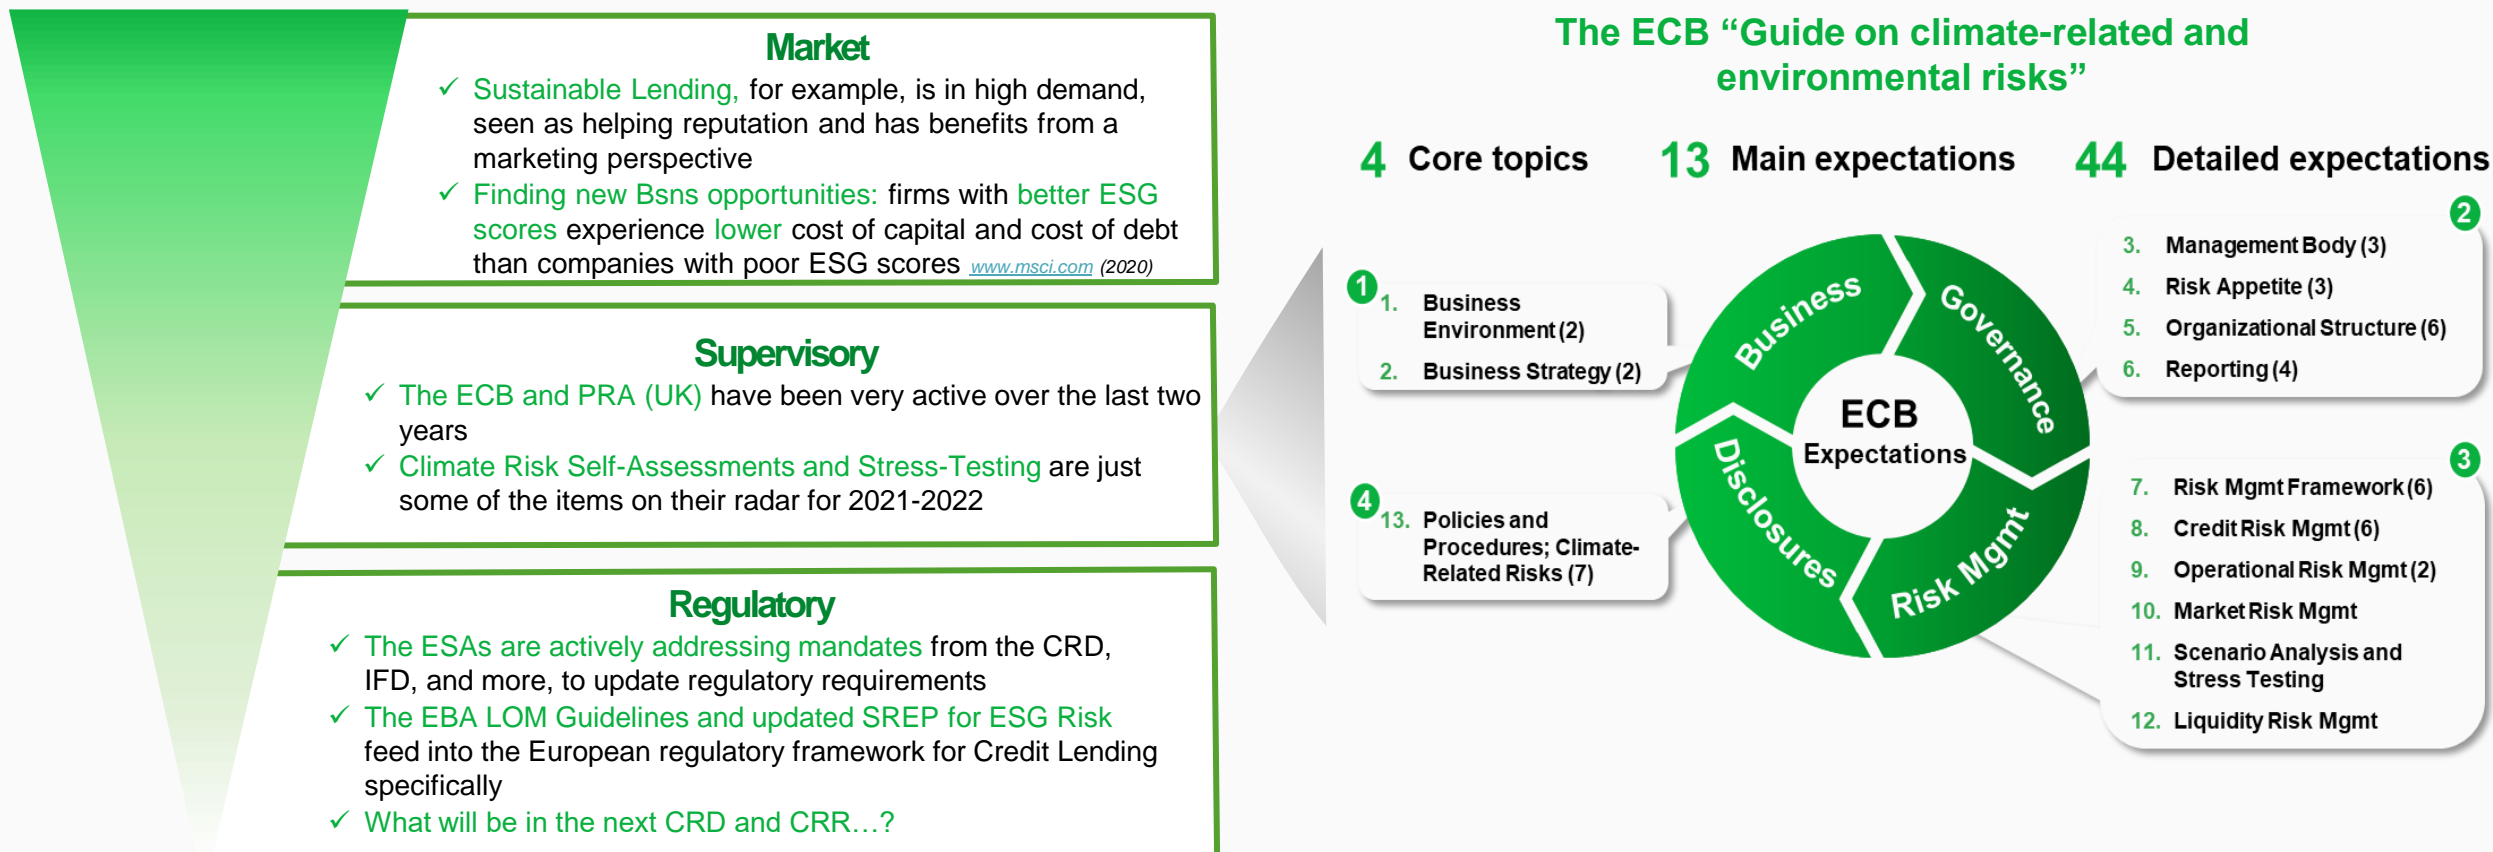 Market
✓ Sustainable Lending, for example, is in high demand,
seen as helping reputation and has benefits from a
marketing perspective
✓ Finding new Bsns opportunities: firms with better ESG
scores experience lower cost of capital and cost of debt
than companies with poor ESG scores www.msci.com (2020)
Supervisory
✓ The ECB and PRA (UK) have been very active over the last two
years
✓ Climate Risk Self-Assessments and Stress-Testing are just
some of the items on their radar for 2021-2022
Regulatory
✓ The ESAs are actively addressing mandates from the CRD,
IFD, and more, to update regulatory requirements
✓ The EBA LOM Guidelines and updated SREP for ESG Risk
feed into the European regulatory framework for Credit Lending
specifically
✓ What will be in the next CRD and CRR…?
The ECB “Guide on climate-related and
environmental risks”
4 Core topics
13 Main expectations
44 Detailed expectations
1
1. Business
Environment (2)
2. Business Strategy (2)
2
3. Management Body (3)
4. Risk Appetite (3)
5. Organizational Structure (6)
6. Reporting (4)
Business
Governance
ECB
Expectations
Disclosures
Risk Mgmt
4
13. Policies and
Procedures; Climate-
Related Risks (7)
3
7. Risk Mgmt Framework (6)
8. Credit Risk Mgmt (6)
9. Operational Risk Mgmt (2)
10. Market Risk Mgmt
11. Scenario Analysis and
Stress Testing
12. Liquidity Risk Mgmt